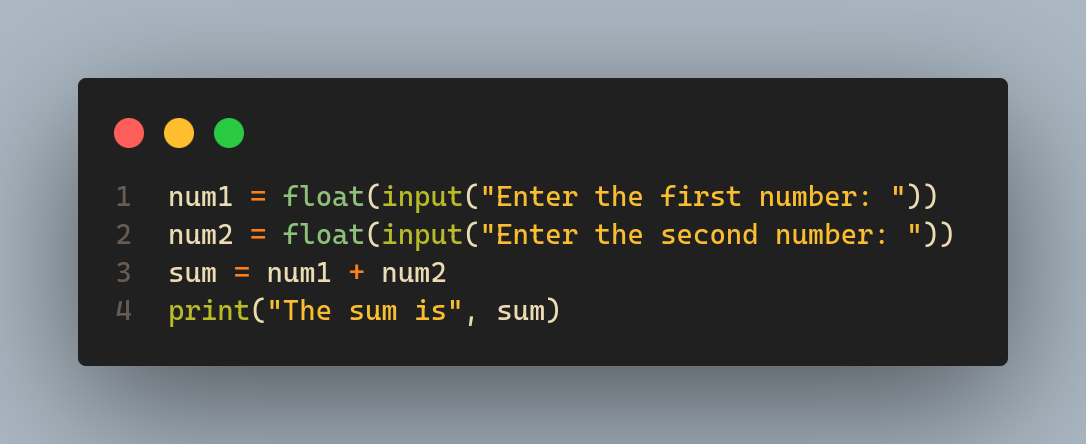 1 num1 = float(input("Enter the first number: "))
2 num2 = float(input("Enter the second number: "))
3 sum = num1 + num2
4 print("The sum is", sum)